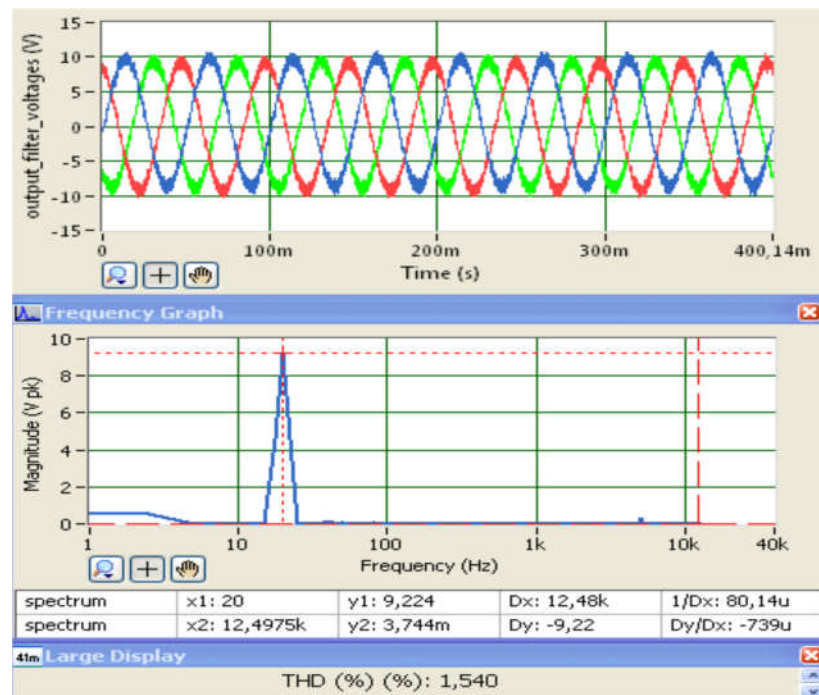 output_filter_voltages (V)
15
10
5
0
-5
-10
-15
0 100m 200m 300m 400,14m
Time (s)
Frequency Graph
Magnitude (V pk)
10
8
6
4
2
0
1 10 100 1k 10k 40k
Frequency (Hz)
spectrum x1: 20 y1: 9,224 Dx: 12,48k 1/Dx: 80,14u
spectrum x2: 12,4975k y2: 3,744m Dy: -9,22 Dy/Dx: -739u
41m Large Display
THD (%) (%): 1,540